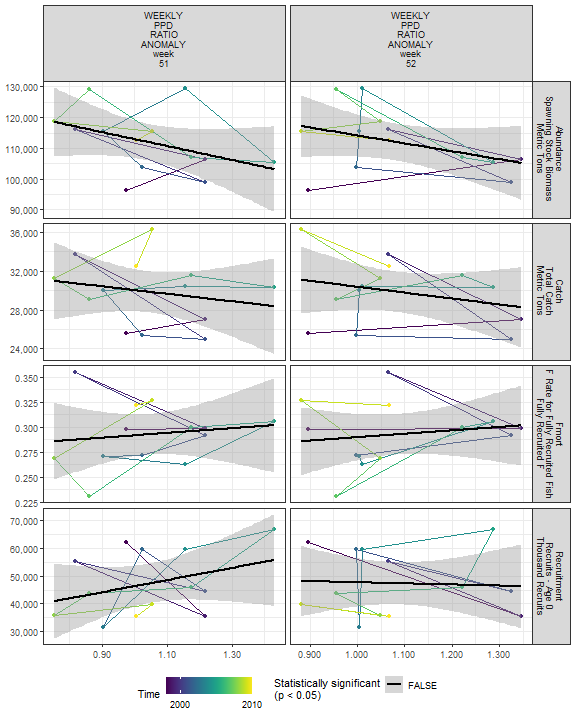 WEEKLY
PPD
RATIO
ANOMALY
week
51
WEEKLY
PPD
RATIO
ANOMALY
week
52
130,000
120,000
110,000
100,000
90,000
Abundance
Spawning Stock Biomass
Metric Tons
36,000
32,000
28,000
24,000
Catch
Total Catch
Metric Tons
0.350
0.325
0.300
0.275
0.250
0.225
Fmort
F Rate for Fully Recruited Fish
Fully Recruited F
70,000
60,000
50,000
40,000
30,000
Recruitment
Recruits - Age 0
Thousand Recruits
0.90
1.10
1.30
0.900
1.000
1.100
1.200
1.300
Time
2000
2010
Statistically significant
(p < 0.05)
FALSE